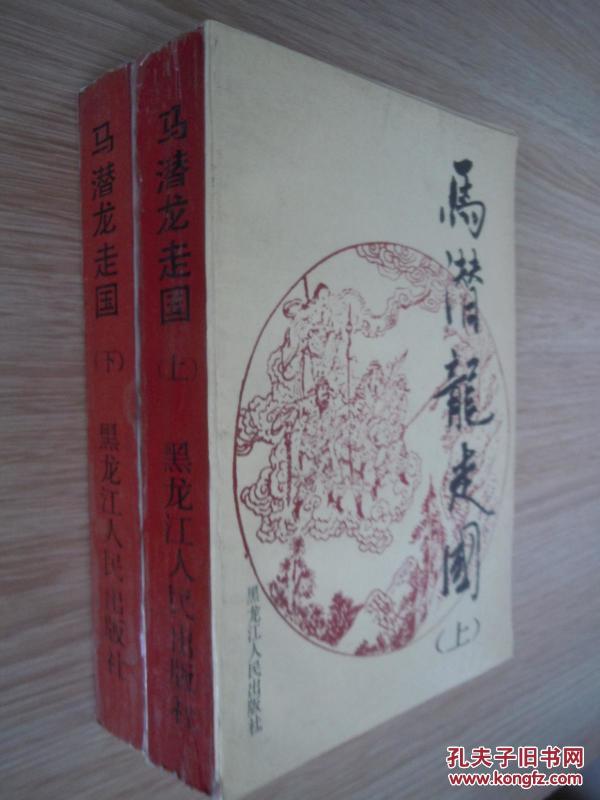 馬潛龍走國
（上）
黑龙江人民出版社
马潜龙走国
（上）
黑龙江人民出版社
马潜龙走国
（下）
黑龙江人民出版社
孔夫子旧书网
www.kongfz.com